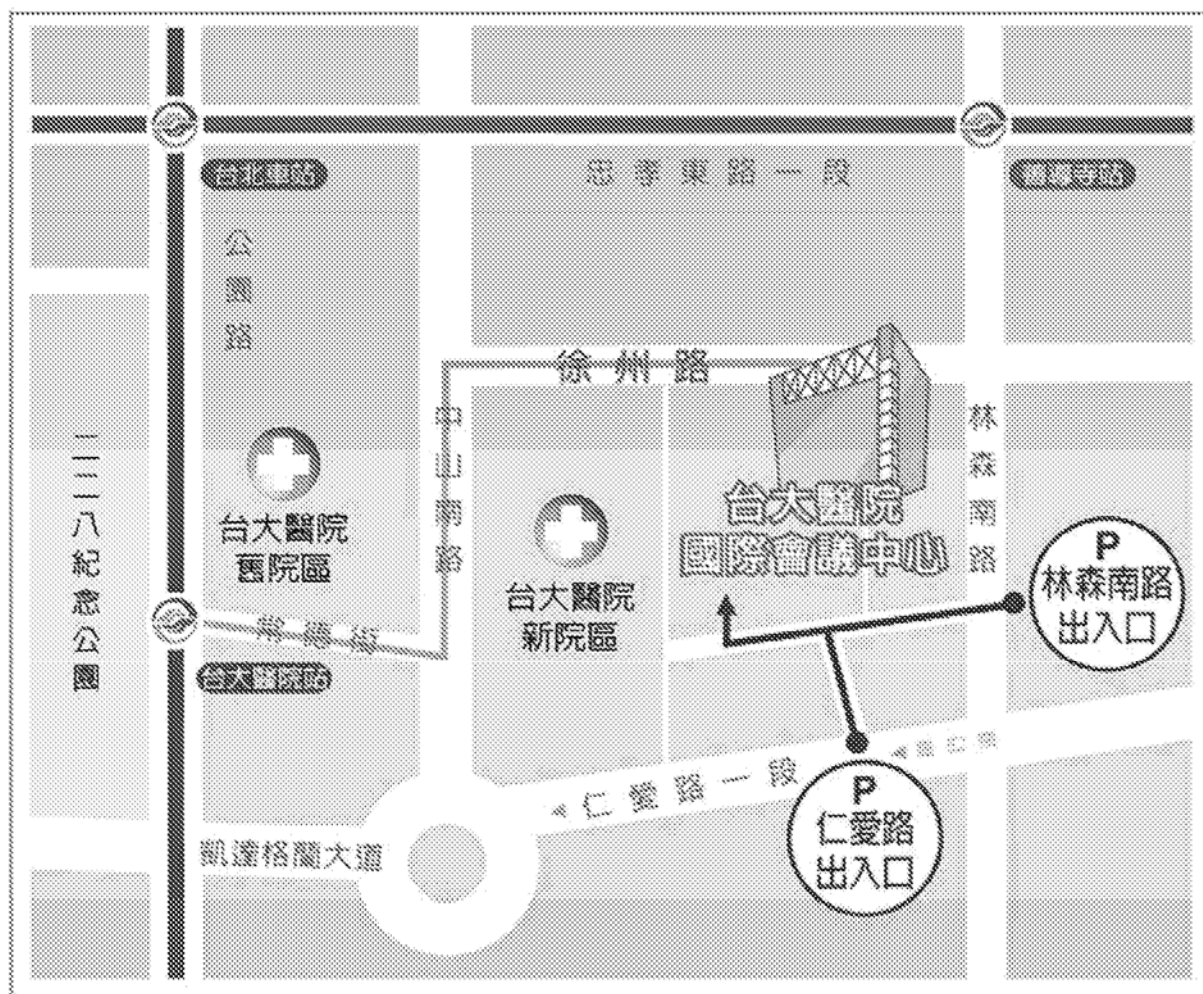 台北車站
忠孝東路一段
善導寺站
公園路
徐州路
中山南路
林森南路
二二八紀念公園
台大醫院
舊院區
台大醫院
新院區
台大醫院
國際會議中心
P
林森南路
出入口
常德街
台大醫院站
仁愛路一段
P
仁愛路
出入口
凱達格蘭大道